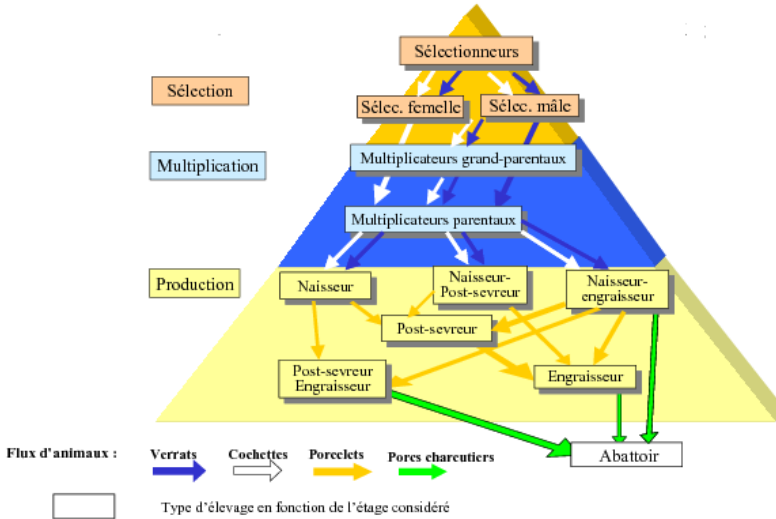 Sélectionneurs
Sélection
Sélec. femelle
Sélec. mâle
Multiplication
Multiplicateurs grand-parentaux
Multiplicateurs parentaux
Production
Naisseur
Naisseur-
Post-sevreur
Naisseur-
engraisseur
Post-sevreur
Post-sevreur
Engraisseur
Engraisseur
Abattoir
Flux d'animaux :
Verrats
Cochettes
Porcelets
Porcs charcutiers
Type d'élevage en fonction de l'étage considéré